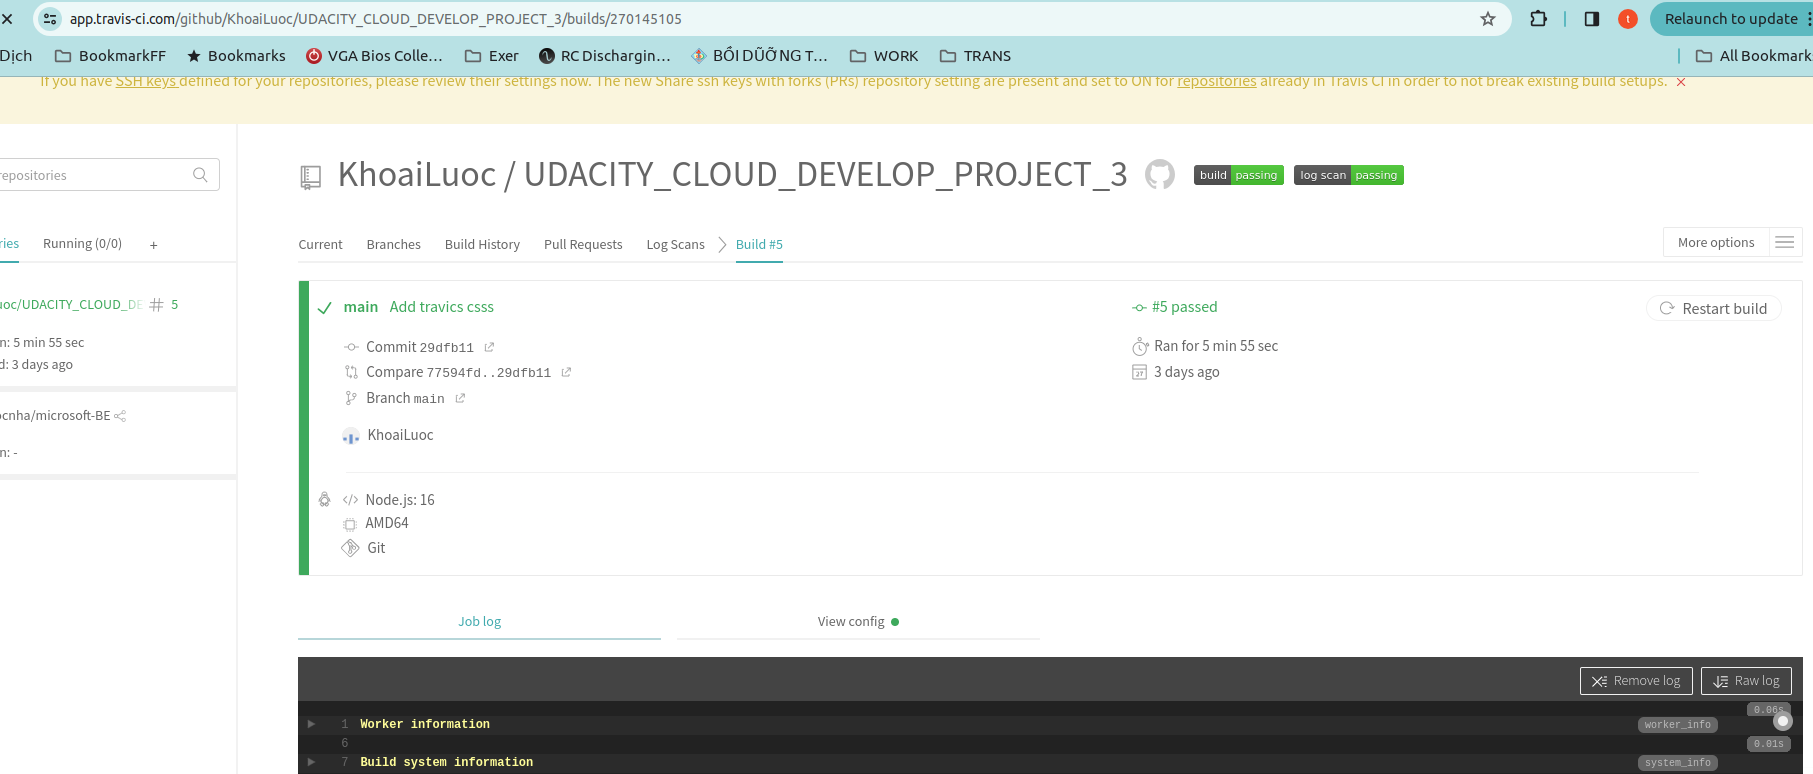 app.travis-ci.com/github/KhoaiLuoc/UDACITY_CLOUD_DEVELOP_PROJECT_3/builds/270145105
t
Relaunch to update
Dịch
BookmarkFF
Bookmarks
VGA Bios Colle...
Exer
RC Dischargin...
BỒI DƯỠNG T...
WORK
TRANS
All Bookmark
If you have SSH keys defined for your repositories, please review their settings now. The new Share ssh keys with forks (PRs) repository setting are present and set to ON for repositories already in Travis CI in order to not break existing build setups.
repositories
KhoaiLuoc / UDACITY_CLOUD_DEVELOP_PROJECT_3
build passing
log scan passing
ries
Running (0/0)
+
Current
Branches
Build History
Pull Requests
Log Scans
Build #5
More options
uoc/UDACITY_CLOUD_DE
# 5
n: 5 min 55 sec
d: 3 days ago
ocnha/microsoft-BE
n: -
main Add travics csss
#5 passed
Restart build
Commit 29dfb11
Ran for 5 min 55 sec
Compare 77594fd..29dfb11
27
3 days ago
Branch main
KhoaiLuoc
</> Node.js: 16
AMD64
Git
Job log
View config
Remove log
Raw log
0.06s
1 Worker information
worker_info
6
0.01s
7 Build system information
system_info